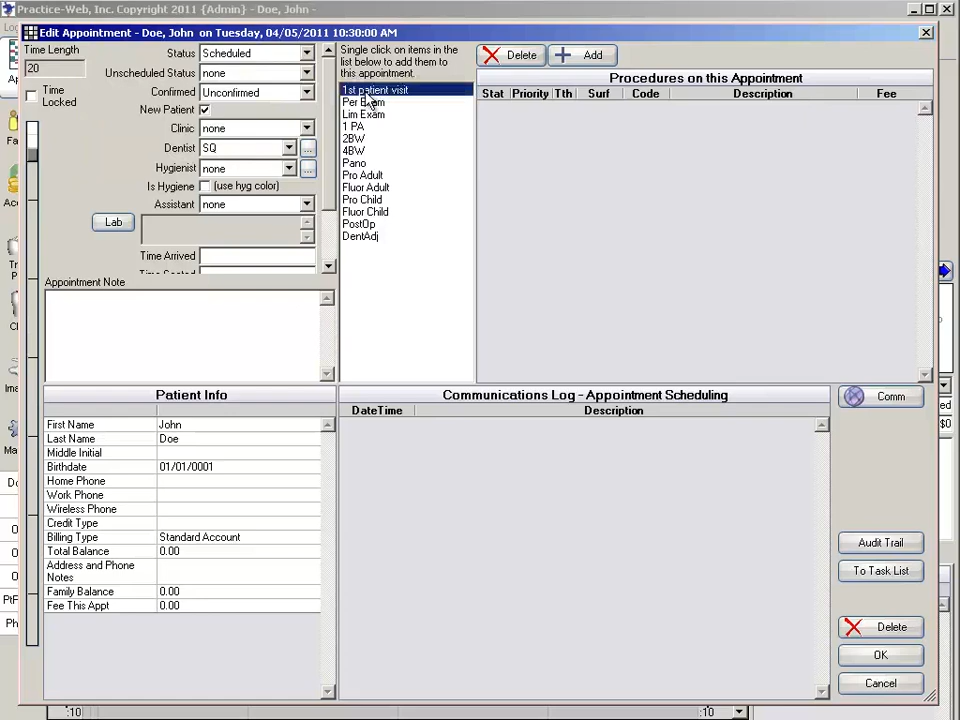 Practice-Web, Inc. Copyright 2011 {Admin} - Doe, John -
Edit Appointment - Doe, John on Tuesday, 04/05/2011 10:30:00 AM
Time Length
20
Time
Locked
Status Scheduled
Unscheduled Status none
Confirmed Unconfirmed
New Patient
Clinic none
Dentist SQ ...
Hygienist none ...
Is Hygiene (use hyg color)
Assistant none
Lab
Time Arrived
Appointment Note
Single click on items in the
list below to add them to
this appointment.
1st patient visit
Per Exam
Lim Exam
1 PA
2BW
4BW
Pano
Pro Adult
Fluor Adult
Pro Child
Fluor Child
PostOp
DentAdj
Delete Add
Procedures on this Appointment
Stat Priority Tth Surf Code Description Fee
Patient Info
First Name John
Last Name Doe
Middle Initial
Birthdate 01/01/0001
Home Phone
Work Phone
Wireless Phone
Credit Type
Billing Type Standard Account
Total Balance 0.00
Address and Phone
Notes
Family Balance 0.00
Fee This Appt 0.00
Communications Log - Appointment Scheduling
DateTime Description
Comm
Audit Trail
To Task List
Delete
OK
Cancel
:10 :10